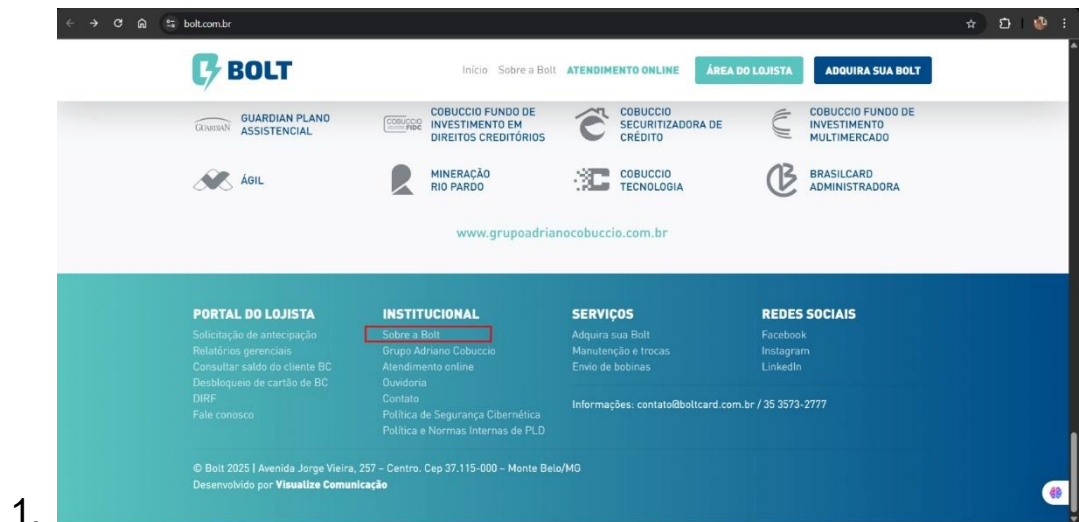 bolt.com.br
BOLT
Início Sobre a Bolt ATENDIMENTO ONLINE ÁREA DO LOJISTA ADQUIRA SUA BOLT
GUARDIAN
GUARDIAN PLANO
ASSISTENCIAL
COBUCCIO
FIDC
COBUCCIO FUNDO DE
INVESTIMENTO EM
DIREITOS CREDITÓRIOS
COBUCCIO
SECURITIZADORA DE
CRÉDITO
COBUCCIO FUNDO DE
INVESTIMENTO
MULTIMERCADO
ÁGIL
MINERAÇÃO
RIO PARDO
COBUCCIO
TECNOLOGIA
BRASILCARD
ADMINISTRADORA
www.grupoadrianocobuccio.com.br
PORTAL DO LOJISTA
Solicitação de antecipação
Relatórios gerenciais
Consultar saldo do cliente BC
Desbloqueio de cartão de BC
DIRF
Fale conosco
INSTITUCIONAL
Sobre a Bolt
Grupo Adriano Cobuccio
Atendimento online
Ouvidoria
Contato
Política de Segurança Cibernética
Política e Normas Internas de PLD
SERVIÇOS
Adquira sua Bolt
Manutenção e trocas
Envio de bobinas
REDES SOCIAIS
Facebook
Instagram
LinkedIn
Informações: contato@boltcard.com.br / 35 3573-2777
© Bolt 2025 | Avenida Jorge Vieira, 257 – Centro. Cep 37.115-000 – Monte Belo/MG
Desenvolvido por Visualize Comunicação
1.